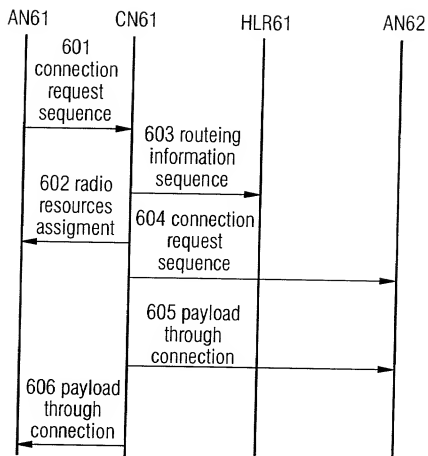 AN61 CN61 HLR61 AN62
601
connection
request
sequence
603 routeing
information
sequence
602 radio
resources
assigment
604 connection
request
sequence
605 payload
through
connection
606 payload
through
connection